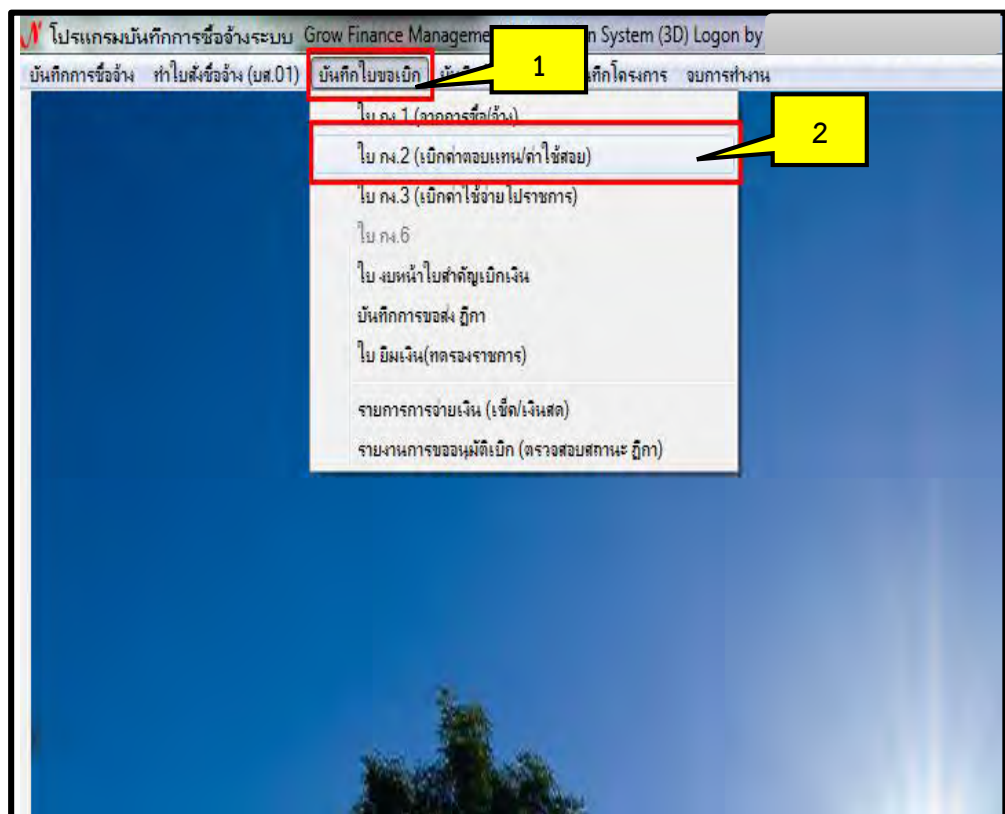 โปรแกรมบันทึกการซื้อจ้างระบบ Grow Finance System (3D) Logon by
บันทึกการซื้อจ้าง ทำใบสั่งซื้อจ้าง (บส.01) บันทึกใบขอเบิก 1 จบการทำงาน
ใบ กง.1 (จากการซื้อ/จ้าง)
ใบ กง.2 (เบิกค่าตอบแทน/ค่าใช้สอย) 2
ใบ กง.3 (เบิกค่าใช้จ่ายไปราชการ)
ใบ กง.6
ใบ งบหน้าใบสำคัญเบิกเงิน
บันทึกการขอส่ง ฎีกา
ใบ ยืมเงิน(ทดรองราชการ)
รายการการจ่ายเงิน (เช็ค/เงินสด)
รายงานการขออนุมัติเบิก (ตรวจสอบสถานะ ฎีกา)